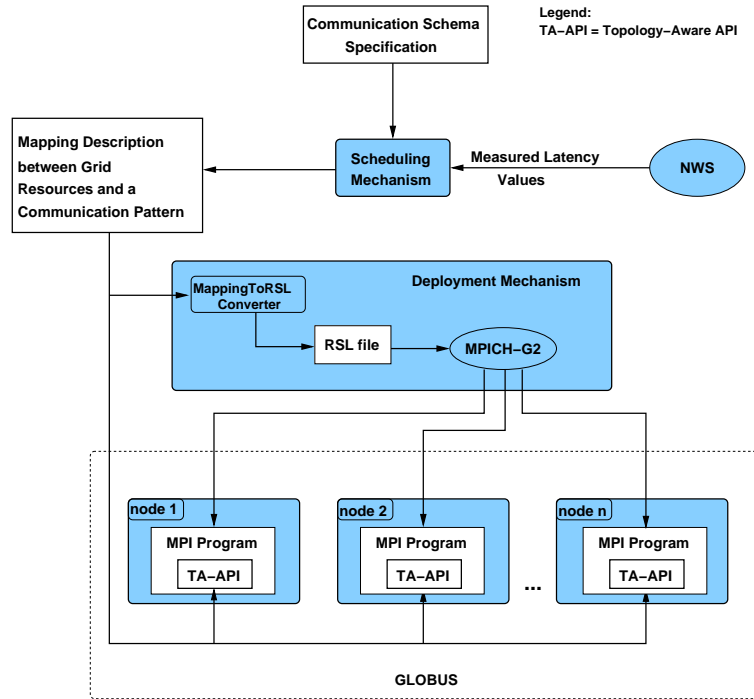 Communication Schema
Specification
Legend:
TA−API = Topology−Aware API
Mapping Description
between Grid
Resources and a
Communication Pattern
Scheduling
Mechanism
Measured Latency
Values
NWS
Deployment Mechanism
MappingToRSL
Converter
RSL file
MPICH−G2
node 1
MPI Program
TA−API
node 2
MPI Program
TA−API
...
node n
MPI Program
TA−API
GLOBUS